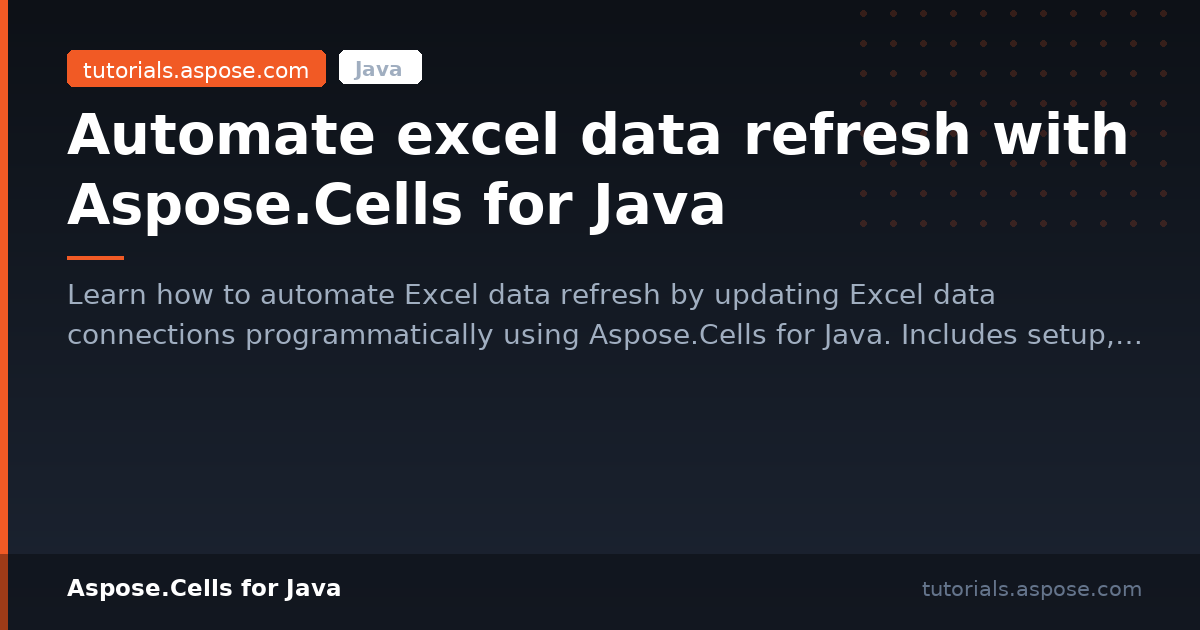 tutorials.aspose.com
Java
Automate excel data refresh with
Aspose.Cells for Java
Learn how to automate Excel data refresh by updating Excel data
connections programmatically using Aspose.Cells for Java. Includes setup,…
Aspose.Cells for Java
tutorials.aspose.com